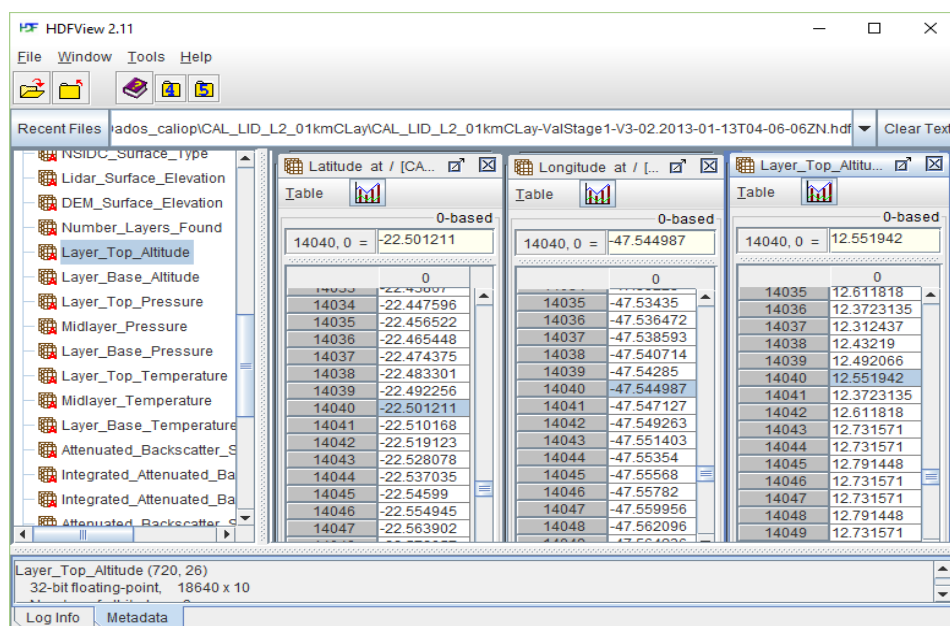 HDFView 2.11
File Window Tools Help
Recent Files ados_caliop\CAL_LID_L2_01kmCLay\CAL_LID_L2_01kmCLay-ValStage1-V3-02.2013-01-13T04-06-06ZN.hdf Clear Text
NSIDC_Surface_Type
Lidar_Surface_Elevation
DEM_Surface_Elevation
Number_Layers_Found
Layer_Top_Altitude
Layer_Base_Altitude
Layer_Top_Pressure
Midlayer_Pressure
Layer_Base_Pressure
Layer_Top_Temperature
Midlayer_Temperature
Layer_Base_Temperature
Attenuated_Backscatter_S
Integrated_Attenuated_Ba
Integrated_Attenuated_Ba
Attenuated_Backscatter_S
Latitude at / [CA...
Table
0-based
14040, 0 = -22.501211
0
14034 -22.447596
14035 -22.456522
14036 -22.465448
14037 -22.474375
14038 -22.483301
14039 -22.492256
14040 -22.501211
14041 -22.510168
14042 -22.519123
14043 -22.528078
14044 -22.537035
14045 -22.54599
14046 -22.554945
14047 -22.563902
Longitude at / [...
Table
0-based
14040, 0 = -47.544987
0
14035 -47.53435
14036 -47.536472
14037 -47.538593
14038 -47.540714
14039 -47.54285
14040 -47.544987
14041 -47.547127
14042 -47.549263
14043 -47.551403
14044 -47.55354
14045 -47.55568
14046 -47.55782
14047 -47.559956
14048 -47.562096
Layer_Top_Altitu...
Table
0-based
14040, 0 = 12.551942
0
14035 12.611818
14036 12.3723135
14037 12.312437
14038 12.43219
14039 12.492066
14040 12.551942
14041 12.3723135
14042 12.611818
14043 12.731571
14044 12.731571
14045 12.791448
14046 12.731571
14047 12.731571
14048 12.791448
14049 12.731571
Layer_Top_Altitude (720, 26)
32-bit floating-point, 18640 x 10
Log Info Metadata